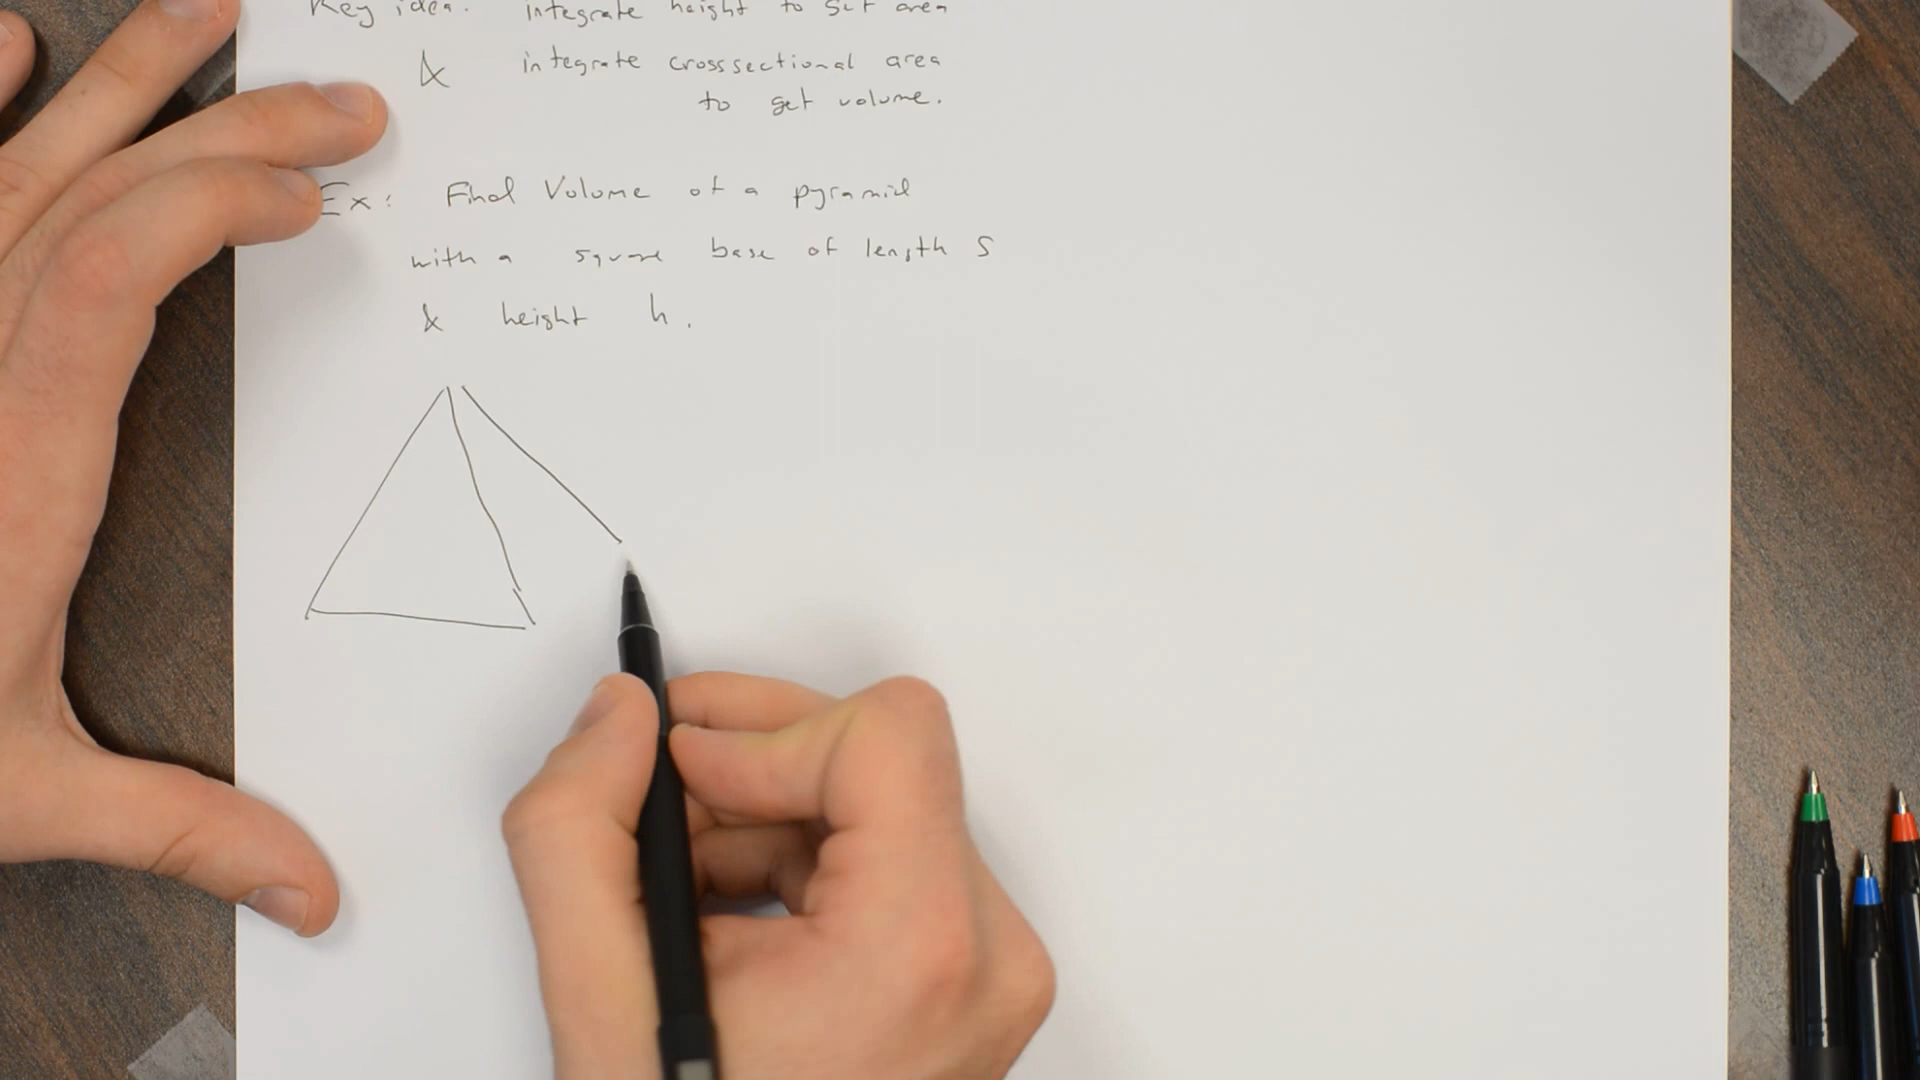 Key idea: integrate height to get area
& integrate crosssectional area
to get volume.
Ex: Find Volume of a pyramid
with a square base of length S
& height h.